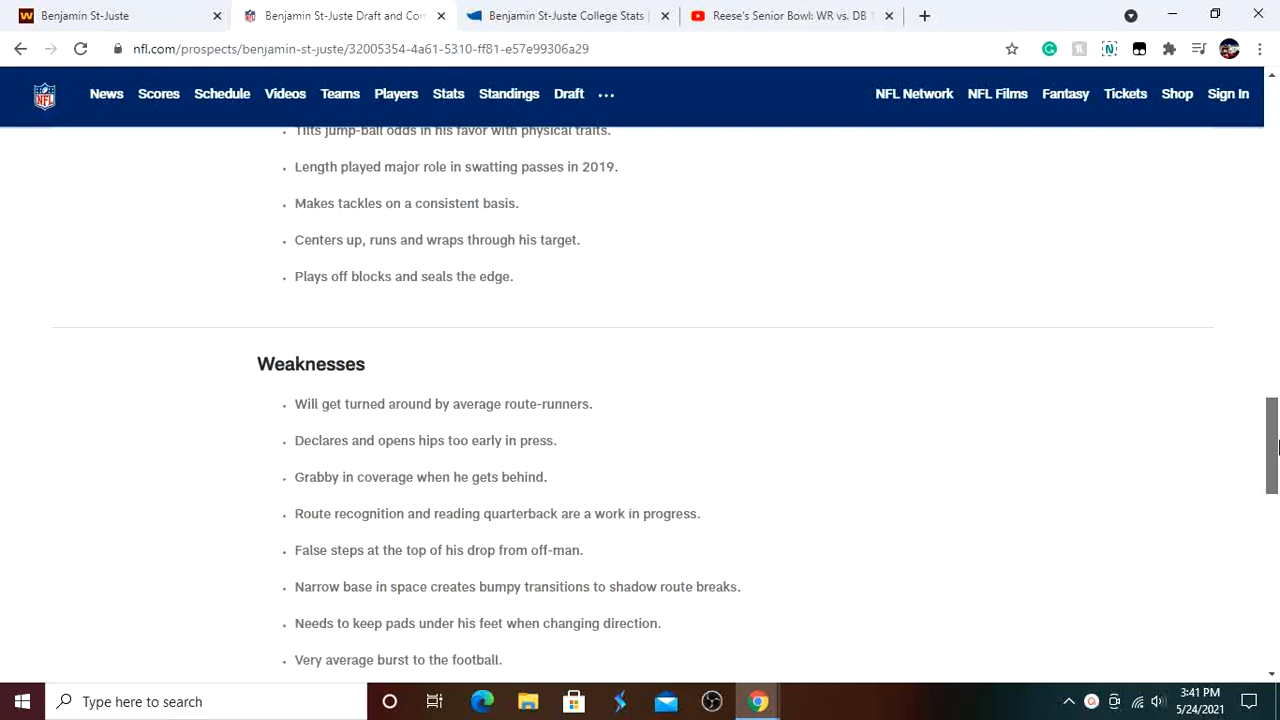 Benjamin St-Juste
Benjamin St-Juste Draft and Com
Benjamin St-Juste College Stats |
Reese's Senior Bowl: WR vs. DB 1
nfl.com/prospects/benjamin-st-juste/32005354-4a61-5310-ff81-e57e99306a29
NFL
News Scores Schedule Videos Teams Players Stats Standings Draft ... NFL Network NFL Films Fantasy Tickets Shop Sign In
Tilts jump-ball odds in his favor with physical traits.
Length played major role in swatting passes in 2019.
Makes tackles on a consistent basis.
Centers up, runs and wraps through his target.
Plays off blocks and seals the edge.
Weaknesses
Will get turned around by average route-runners.
Declares and opens hips too early in press.
Grabby in coverage when he gets behind.
Route recognition and reading quarterback are a work in progress.
False steps at the top of his drop from off-man.
Narrow base in space creates bumpy transitions to shadow route breaks.
Needs to keep pads under his feet when changing direction.
Very average burst to the football.
Type here to search
3:41 PM
5/24/2021